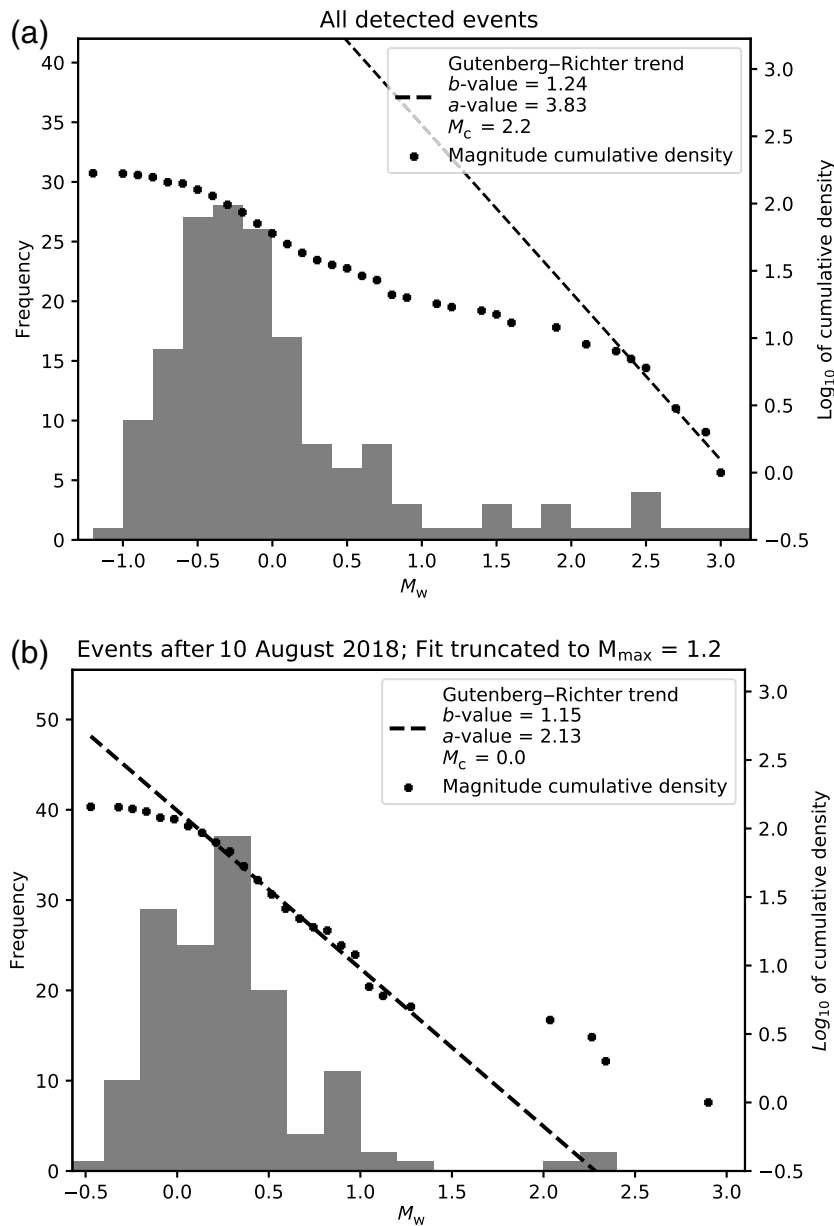 (a)
All detected events
Gutenberg–Richter trend
b-value = 1.24
a-value = 3.83
Mc = 2.2
Magnitude cumulative density
40
35
30
25
20
15
10
5
0
Frequency
3.0
2.5
2.0
1.5
1.0
0.5
0.0
−0.5
Log10 of cumulative density
−1.0 −0.5 0.0 0.5 1.0 1.5 2.0 2.5 3.0
Mw
(b)
Events after 10 August 2018; Fit truncated to Mmax = 1.2
Gutenberg–Richter trend
b-value = 1.15
a-value = 2.13
Mc = 0.0
Magnitude cumulative density
50
40
30
20
10
0
Frequency
3.0
2.5
2.0
1.5
1.0
0.5
0.0
−0.5
Log10 of cumulative density
−0.5 0.0 0.5 1.0 1.5 2.0 2.5 3.0
Mw